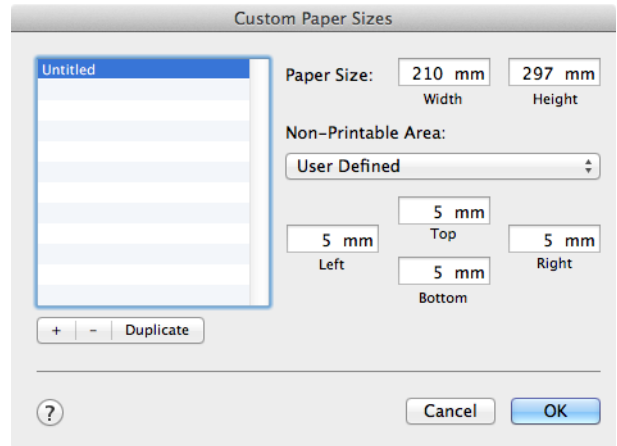 Custom Paper Sizes
Untitled
Paper Size: 210 mm 297 mm
Width Height
Non-Printable Area:
User Defined
5 mm
Top
5 mm 5 mm
Left Right
5 mm
Bottom
+ - Duplicate
? Cancel OK